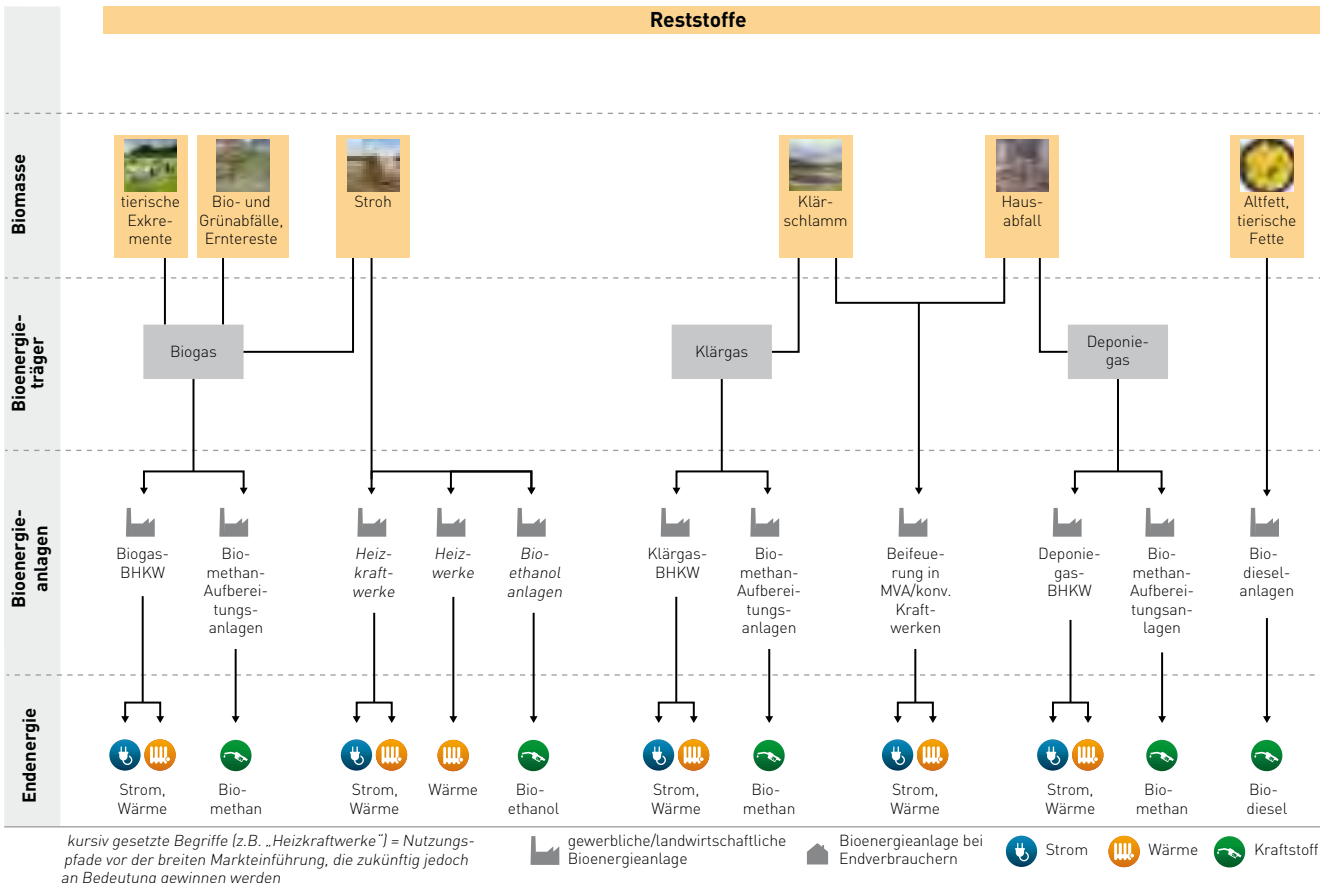 Reststoffe
Biomasse
tierische
Exkre-
mente
Bio- und
Grünabfälle,
Erntereste
Stroh
Klär-
schlamm
Haus-
abfall
Altfett,
tierische
Fette
Bioenergie-
träger
Biogas
Klärgas
Deponie-
gas
Bioenergie-
anlagen
Biogas-
BHKW
Bio-
methan-
Aufberei-
tungs-
anlagen
Heiz-
kraft-
werke
Heiz-
werke
Bio-
ethanol
anlagen
Klärgas-
BHKW
Bio-
methan-
Aufberei-
tungs-
anlagen
Beifeue-
rung in
MVA/konv.
Kraft-
werken
Deponie-
gas-
BHKW
Bio-
methan-
Aufberei-
tungsan-
lagen
Bio-
diesel-
anlagen
Endenergie
Strom,
Wärme
Bio-
methan
Strom,
Wärme
Wärme
Bio-
ethanol
Strom,
Wärme
Bio-
methan
Strom,
Wärme
Strom,
Wärme
Bio-
methan
Bio-
diesel
kursiv gesetzte Begriffe (z.B. „Heizkraftwerke“) = Nutzungs-
pfade vor der breiten Markteinführung, die zukünftig jedoch
an Bedeutung gewinnen werden
gewerbliche/landwirtschaftliche
Bioenergieanlage
Bioenergieanlage bei
Endverbrauchern
Strom
Wärme
Kraftstoff